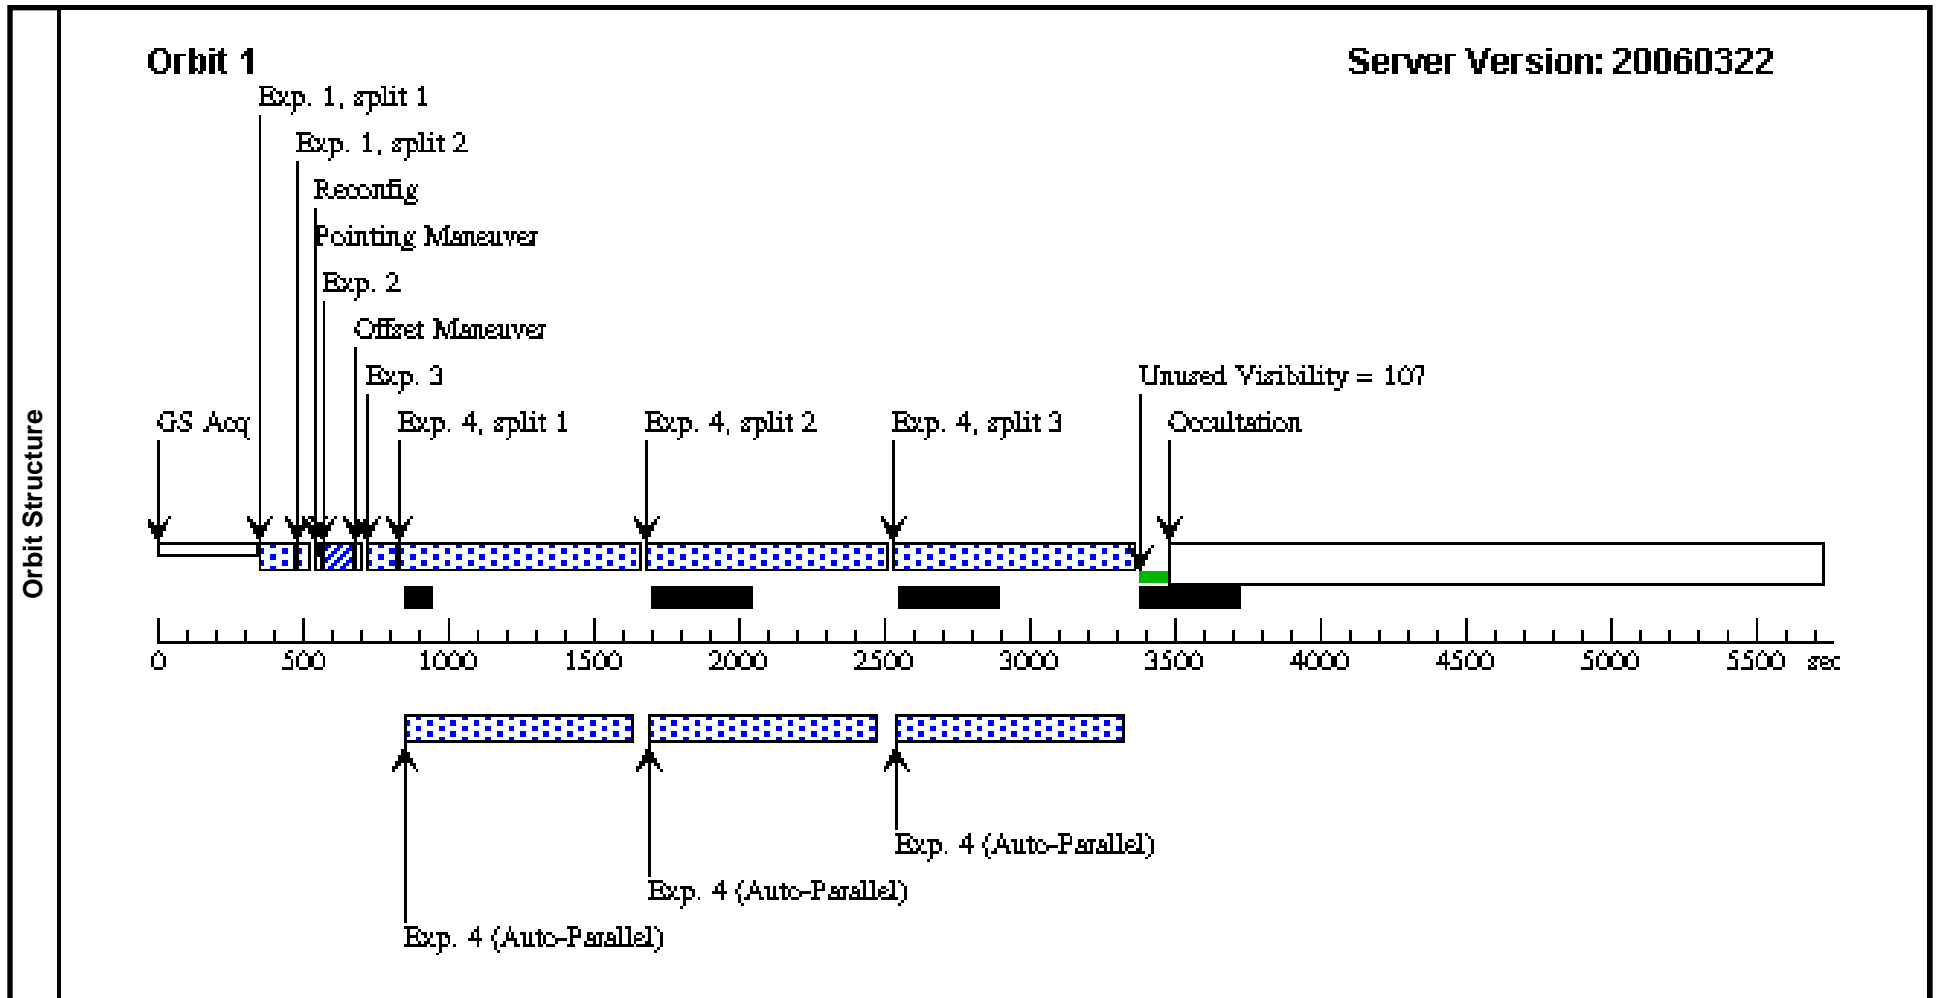 Orbit 1
Server Version: 20060322
Exp. 1, split 1
Exp. 1, split 2
Reconfig
Pointing Maneuver
Exp. 2
Offset Maneuver
Exp. 3
Unused Visibility = 107
GS Acq
Exp. 4, split 1
Exp. 4, split 2
Exp. 4, split 3
Occultation
Orbit Structure
0 500 1000 1500 2000 2500 3000 3500 4000 4500 5000 5500 sec
Exp. 4 (Auto-Parallel)
Exp. 4 (Auto-Parallel)
Exp. 4 (Auto-Parallel)